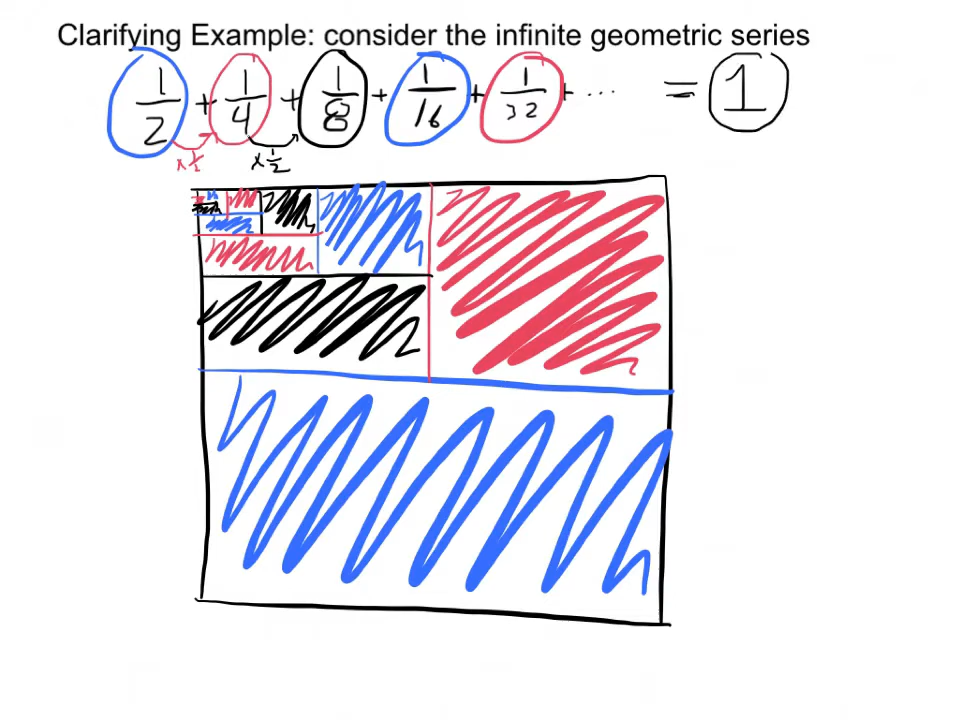 Clarifying Example: consider the infinite geometric series
1/2 + 1/4 + 1/8 + 1/16 + 1/32 + ... = 1
x 1/2 x 1/2